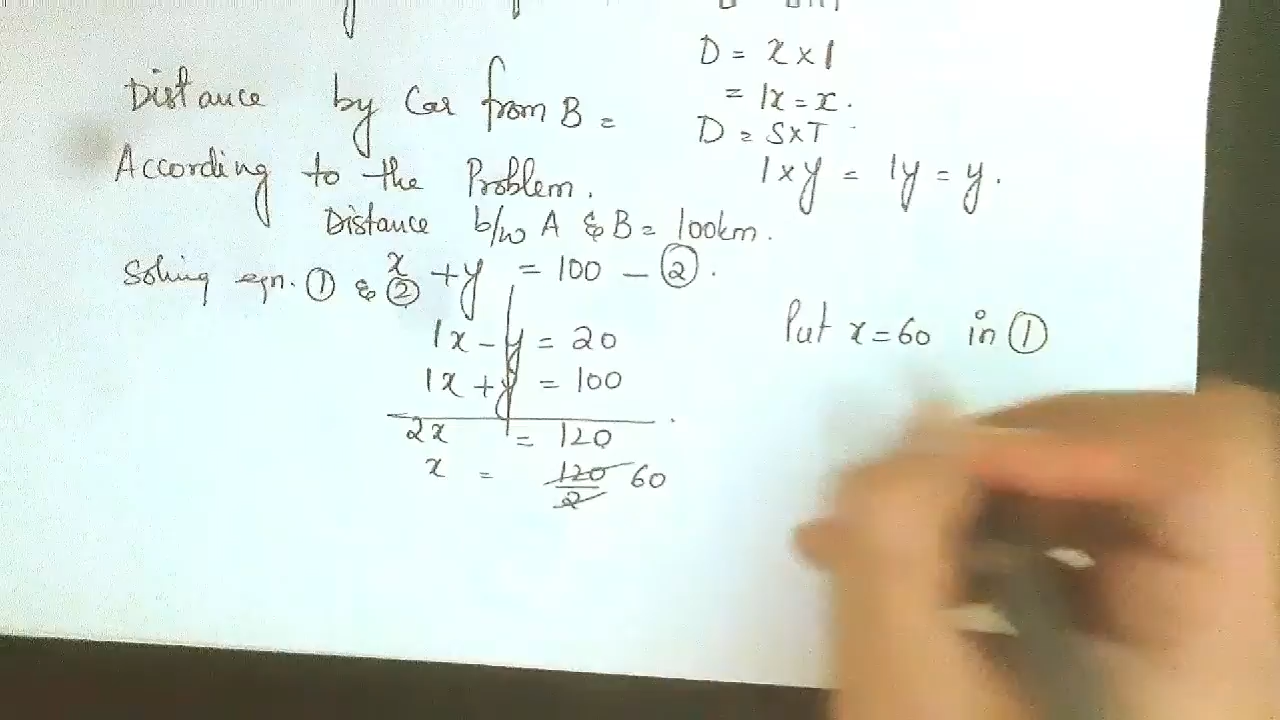 D = x × 1
Distance by Car from B =
= 1x = x.
D = S×T
According to the Problem.
1×y = 1y = y.
Distance b/w A & B = 100km.
Solving eqn. ① & ② x + y = 100 — ②.
1x - y = 20
Put x = 60 in ①
1x + y = 100
2x = 120
x = 120/2 60